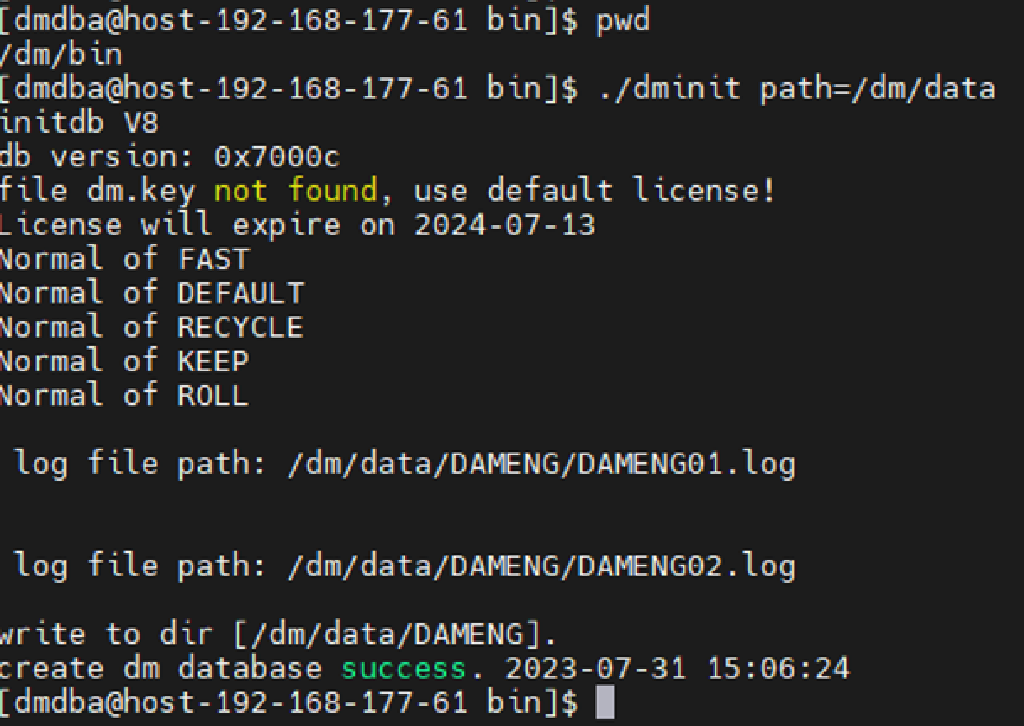 [dmdba@host-192-168-177-61 bin]$ pwd
/dm/bin
[dmdba@host-192-168-177-61 bin]$ ./dminit path=/dm/data
initdb V8
db version: 0x7000c
file dm.key not found, use default license!
License will expire on 2024-07-13
Normal of FAST
Normal of DEFAULT
Normal of RECYCLE
Normal of KEEP
Normal of ROLL
log file path: /dm/data/DAMENG/DAMENG01.log
log file path: /dm/data/DAMENG/DAMENG02.log
write to dir [/dm/data/DAMENG].
create dm database success. 2023-07-31 15:06:24
[dmdba@host-192-168-177-61 bin]$